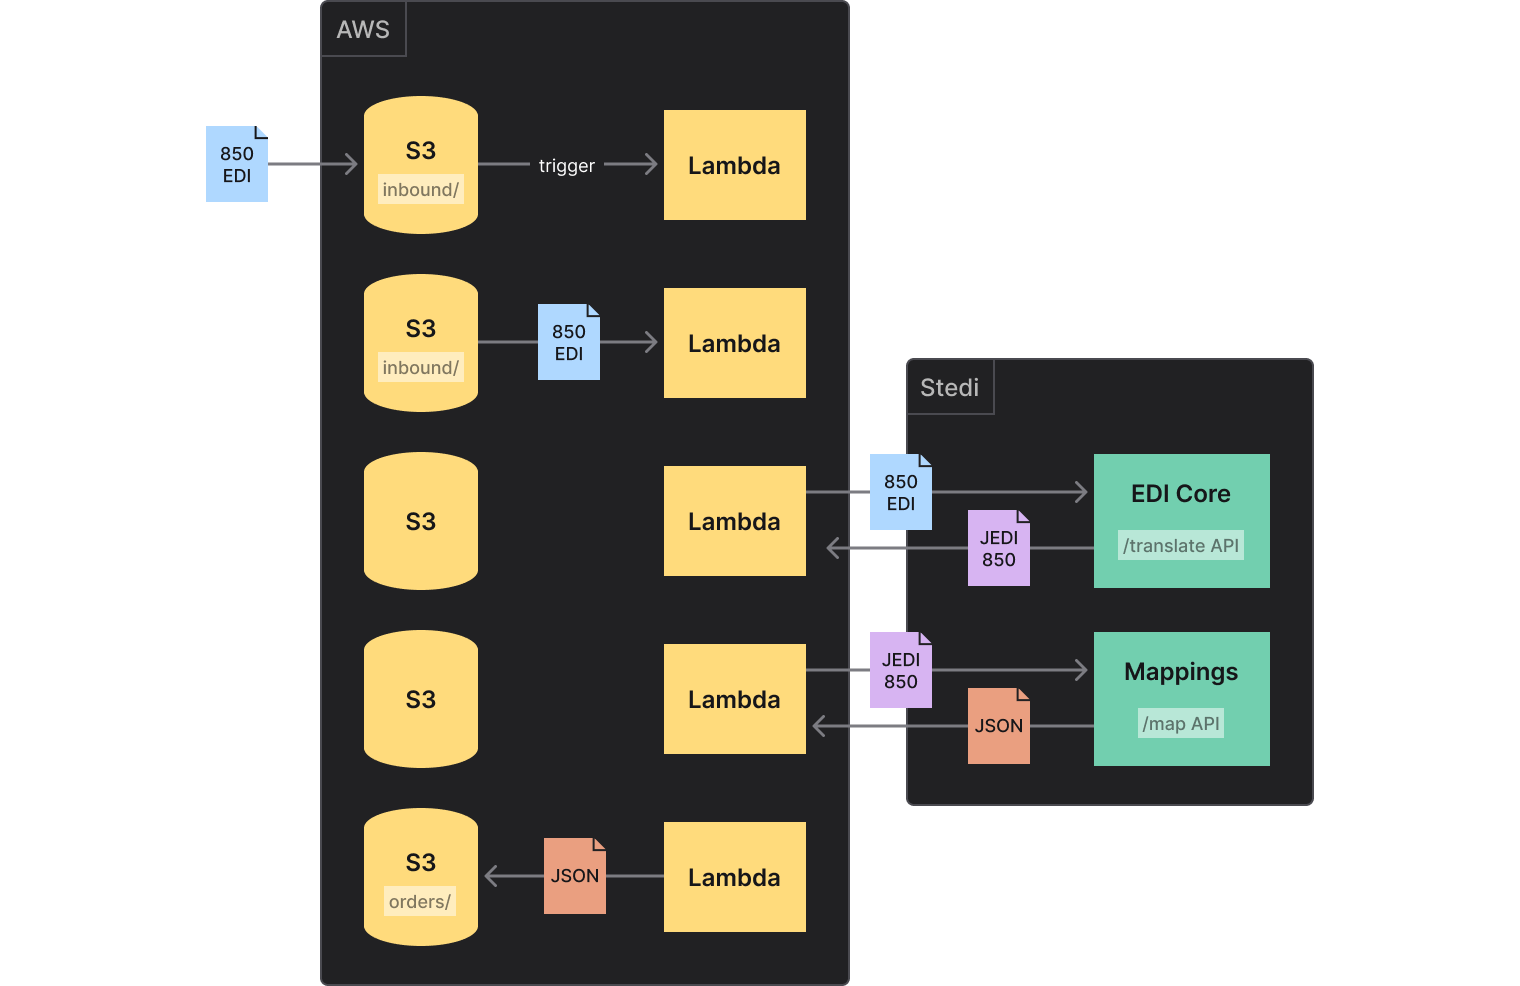 AWS
850
EDI
S3
inbound/
trigger
Lambda
S3
inbound/
850
EDI
Lambda
Stedi
S3
Lambda
850
EDI
JEDI
850
EDI Core
/translate API
S3
Lambda
JEDI
850
JSON
Mappings
/map API
S3
orders/
JSON
Lambda